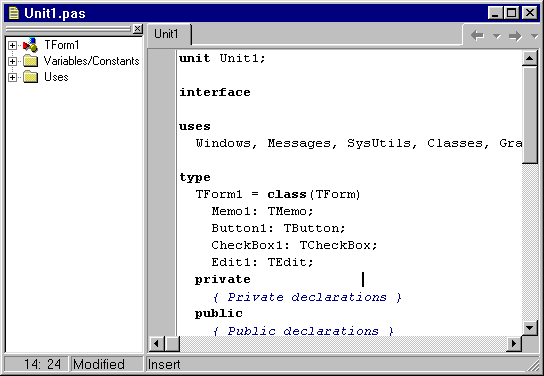 Unit1.pas
TForm1
Variables/Constants
Uses
Unit1
unit Unit1;
interface
uses
Windows, Messages, SysUtils, Classes, Gra
type
TForm1 = class(TForm)
Memo1: TMemo;
Button1: TButton;
CheckBox1: TCheckBox;
Edit1: TEdit;
private
{ Private declarations }
public
{ Public declarations }
14: 24 Modified Insert